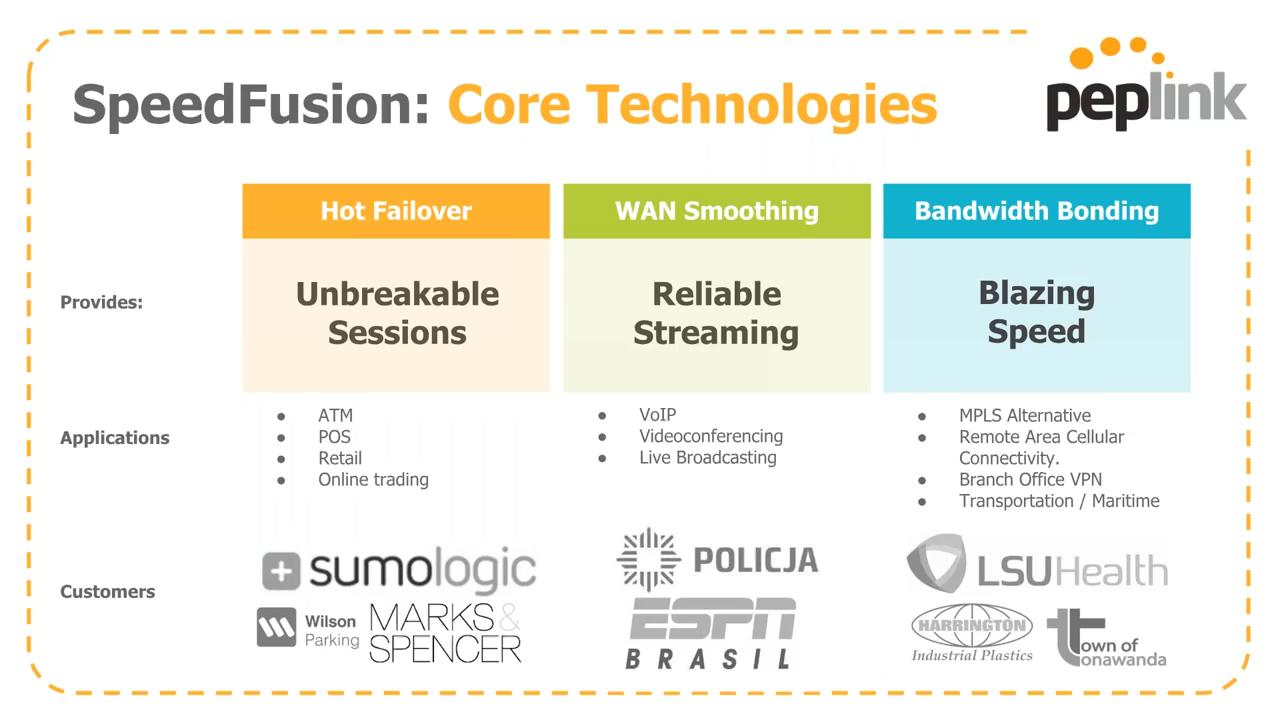 SpeedFusion: Core Technologies
peplink
Hot Failover
WAN Smoothing
Bandwidth Bonding
Provides:
Unbreakable
Sessions
Reliable
Streaming
Blazing
Speed
Applications
● ATM
● POS
● Retail
● Online trading
● VoIP
● Videoconferencing
● Live Broadcasting
● MPLS Alternative
● Remote Area Cellular
Connectivity.
● Branch Office VPN
● Transportation / Maritime
Customers
sumologic
Wilson
Parking
MARKS &
SPENCER
POLICJA
ESPN
BRASIL
LSUHealth
HARRINGTON
Industrial Plastics
town of
tonawanda